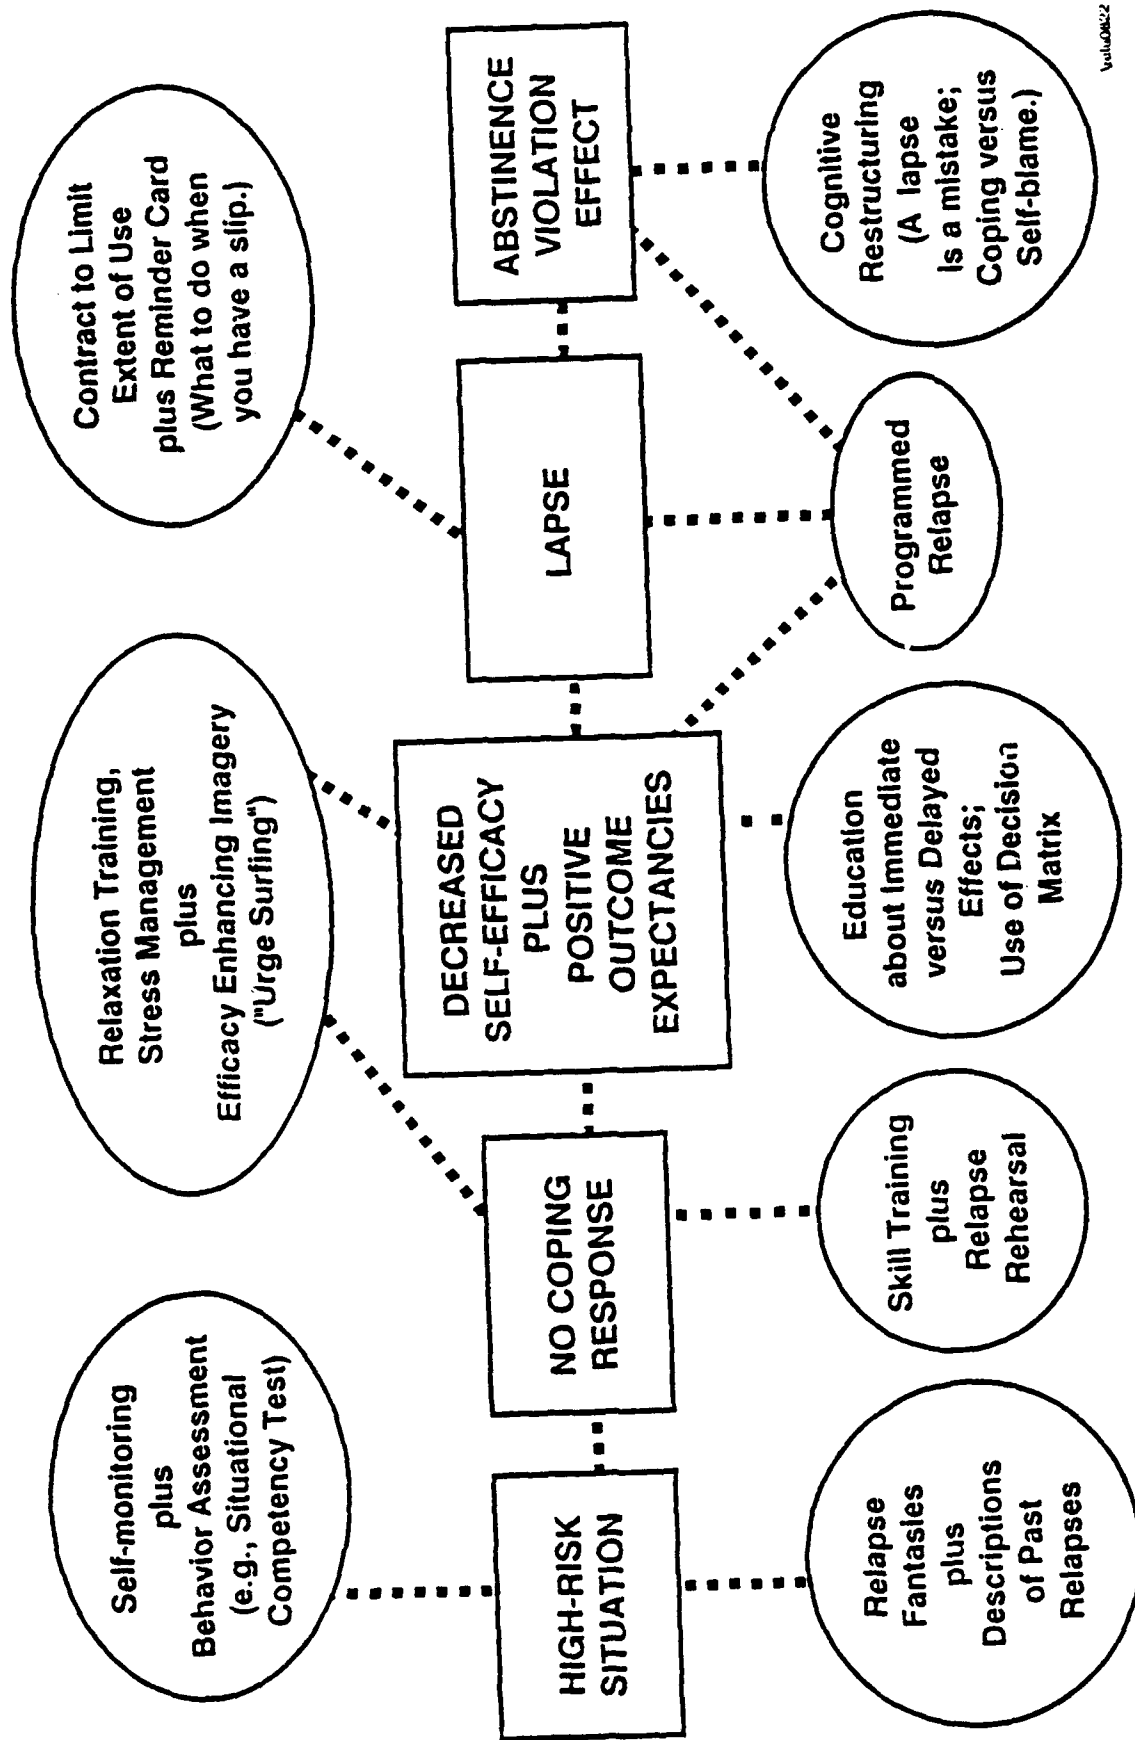 Self-monitoring
plus
Behavior Assessment
(e.g., Situational
Competency Test)
Relaxation Training,
Stress Management
plus
Efficacy Enhancing Imagery
("Urge Surfing")
Contract to Limit
Extent of Use
plus Reminder Card
(What to do when
you have a slip.)
HIGH-RISK
SITUATION
NO COPING
RESPONSE
DECREASED
SELF-EFFICACY
PLUS
POSITIVE
OUTCOME
EXPECTANCIES
LAPSE
ABSTINENCE
VIOLATION
EFFECT
Relapse
Fantasies
plus
Descriptions
of Past
Relapses
Skill Training
plus
Relapse
Rehearsal
Education
about Immediate
versus Delayed
Effects;
Use of Decision
Matrix
Programmed
Relapse
Cognitive
Restructuring
(A lapse
Is a mistake;
Coping versus
Self-blame.)